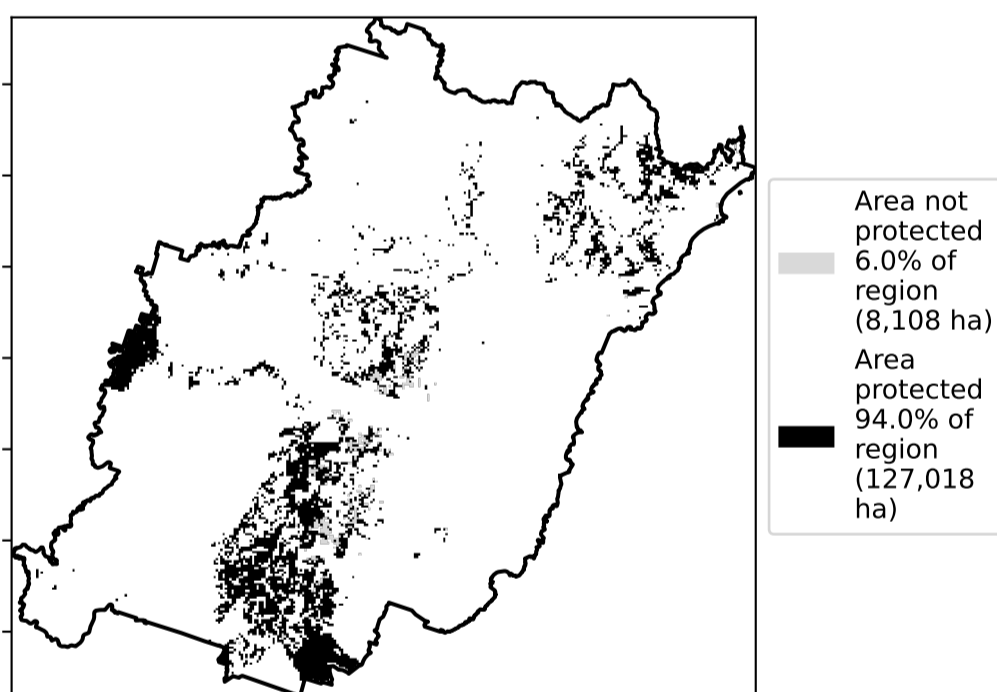 Area not
protected
6.0% of
region
(8,108 ha)
Area
protected
94.0% of
region
(127,018
ha)